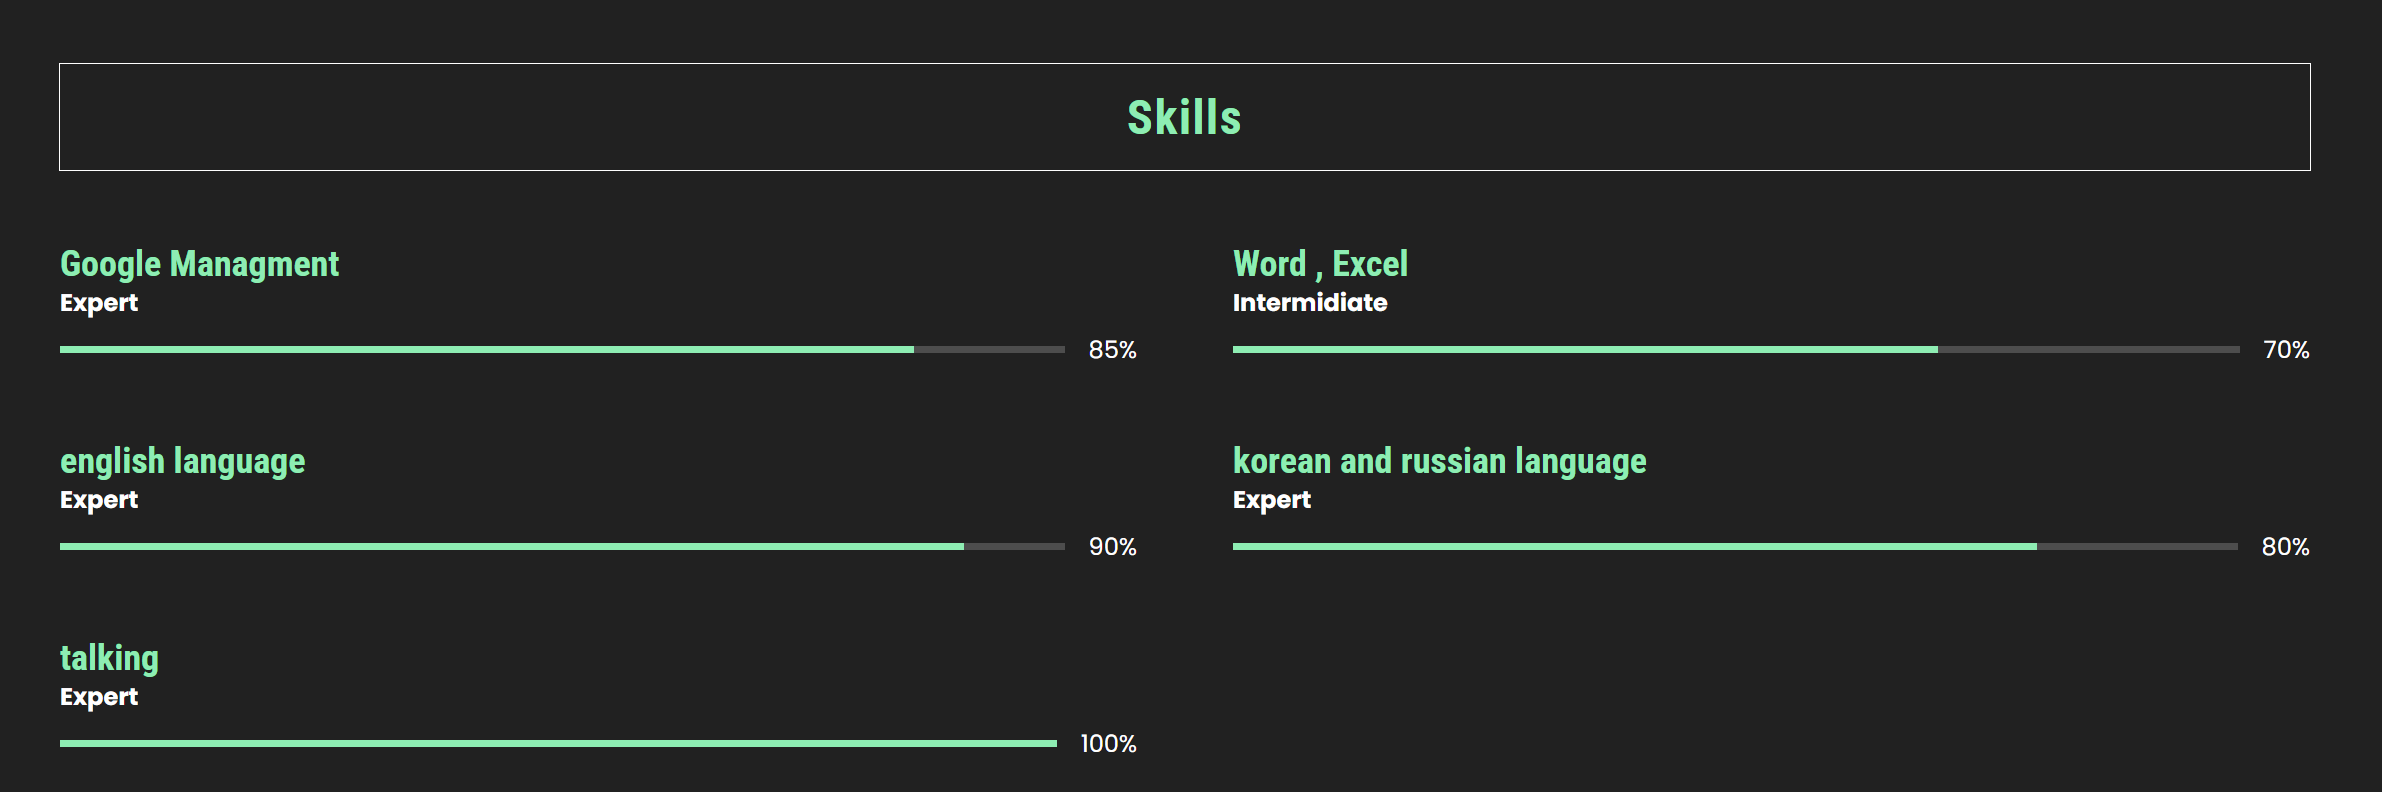 Skills
Google Managment
Expert
85%
Word , Excel
Intermidiate
70%
english language
Expert
90%
korean and russian language
Expert
80%
talking
Expert
100%